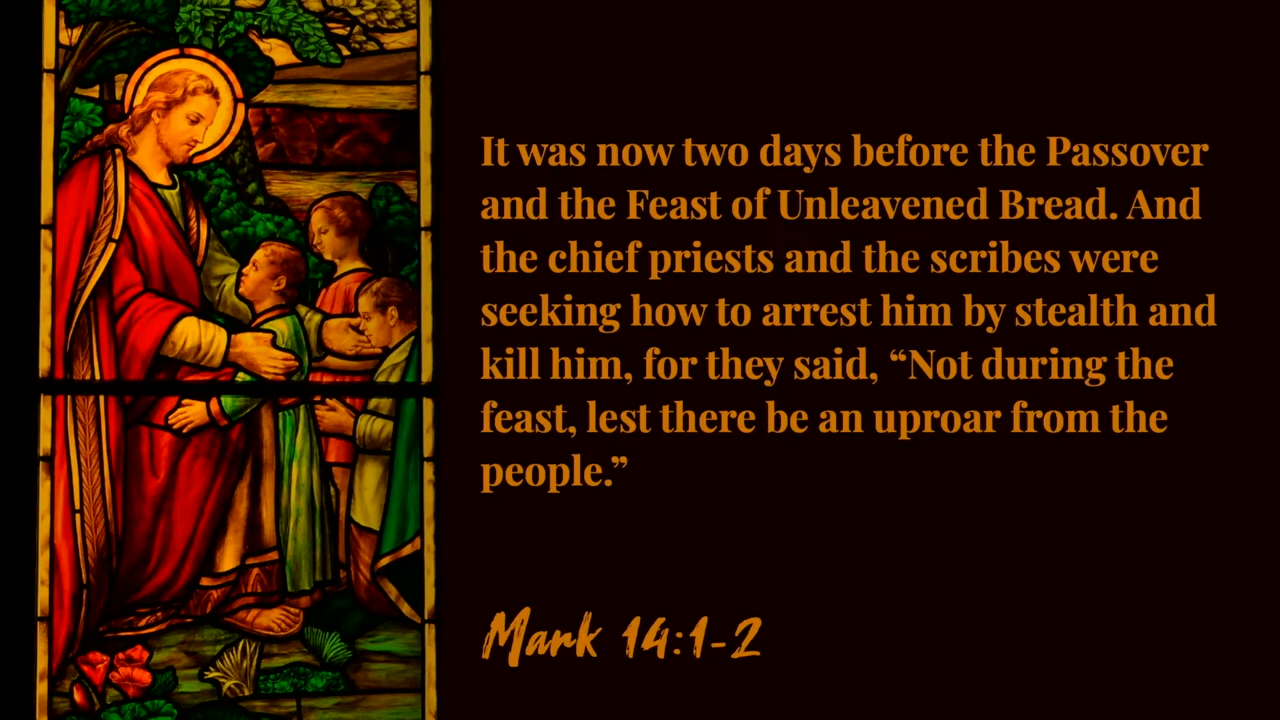 It was now two days before the Passover
and the Feast of Unleavened Bread. And
the chief priests and the scribes were
seeking how to arrest him by stealth and
kill him, for they said, “Not during the
feast, lest there be an uproar from the
people.”
Mark 14:1-2